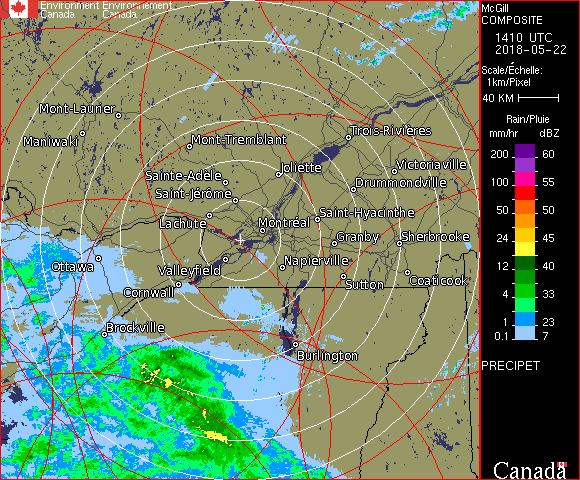 Environment Environnement
Canada Canada
McGill
COMPOSITE
1410 UTC
2018-05-22
Scale/Échelle:
1km/Pixel
40 KM
Rain/Pluie
mm/hr dBZ
200 60
100 55
50 50
24 45
12 40
4 33
1 23
0.1 7
PRECIPET
Canada
Mont-Laurier
Maniwaki
Mont-Tremblant
Trois-Rivières
Joliette
Victoriaville
Sainte-Adèle
Drummondville
Saint-Jérôme
Saint-Hyacinthe
Lachute
Montréal
Granby
Sherbrooke
Ottawa
Valleyfield
Napierville
Cornwall
Sutton
Coaticook
Brockville
Burlington